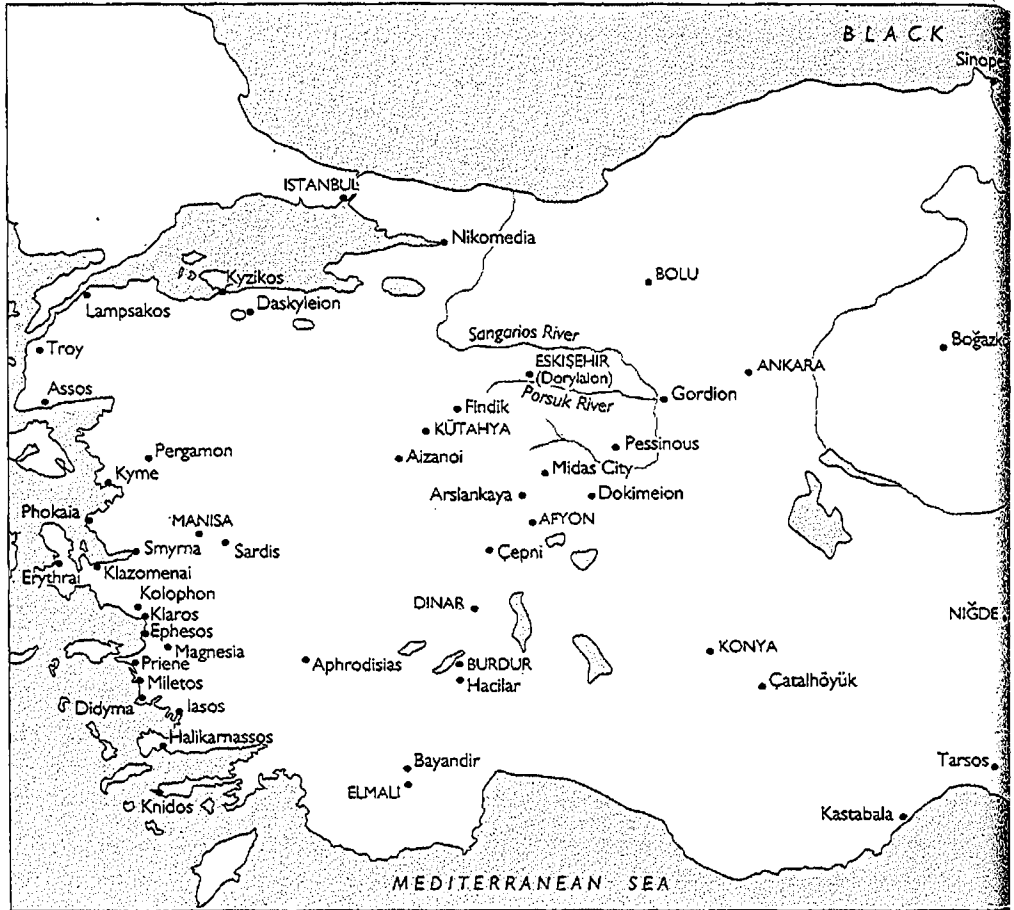 BLACK
Sinope
ISTANBUL
Nikomedia
BOLU
Kyzikos
Daskyleion
Lampsakos
Sangarios River
Troy
ESKIŞEHIR
(Dorylaion)
ANKARA
Boğazkö
Assos
Porsuk River
Gordion
Findik
KÜTAHYA
Pessinous
Pergamon
Aizanoi
Midas City
Kyme
Arslankaya
Dokimeion
Phokaia
MANISA
AFYON
Smyrna
Sardis
Çepni
Erythrai
Klazomenai
Kolophon
DINAR
Klaros
NIĞDE
Ephesos
Magnesia
KONYA
Priene
Aphrodisias
BURDUR
Miletos
Hacilar
Çatalhöyük
Didyma
Iasos
Halikarnassos
Bayandir
Tarsos
ELMALI
Knidos
Kastabala
MEDITERRANEAN SEA